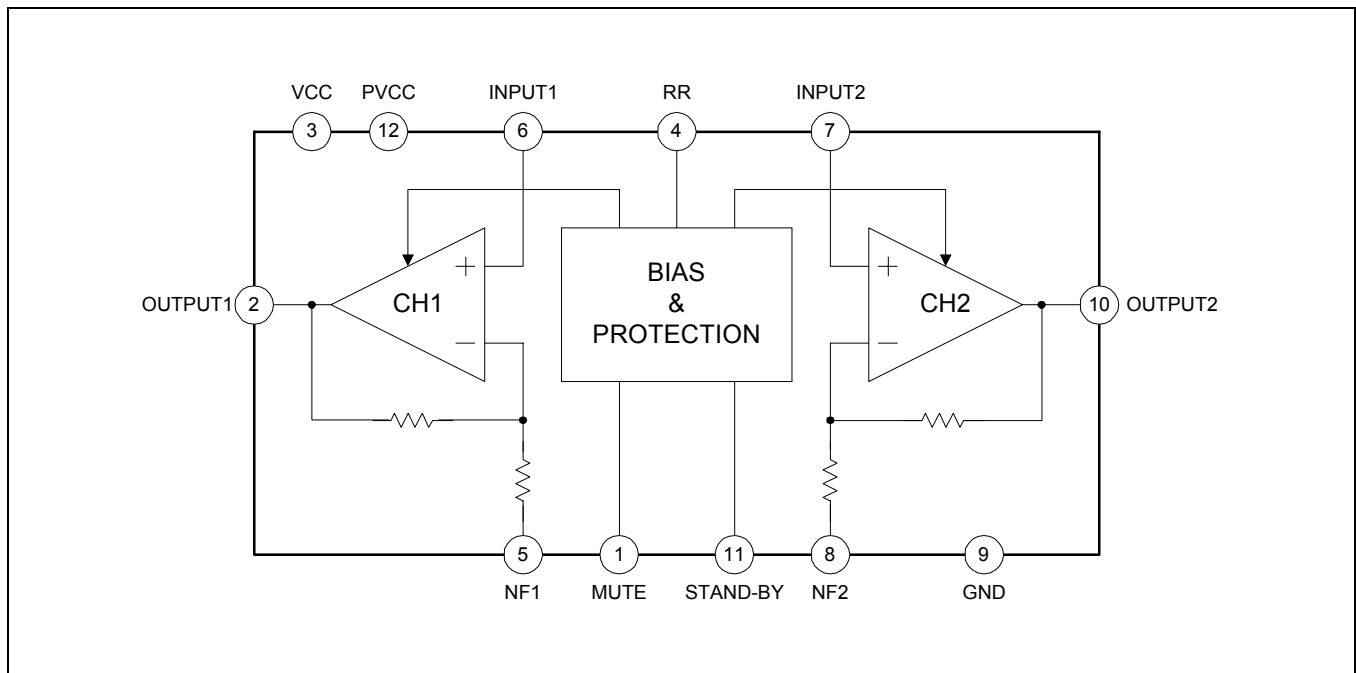 VCC PVCC INPUT1 RR INPUT2
3 12 6 4 7
+ BIAS +
& 
OUTPUT1 2 CH1 PROTECTION CH2 10 OUTPUT2
− −
5 1 11 8 9
NF1 MUTE STAND-BY NF2 GND